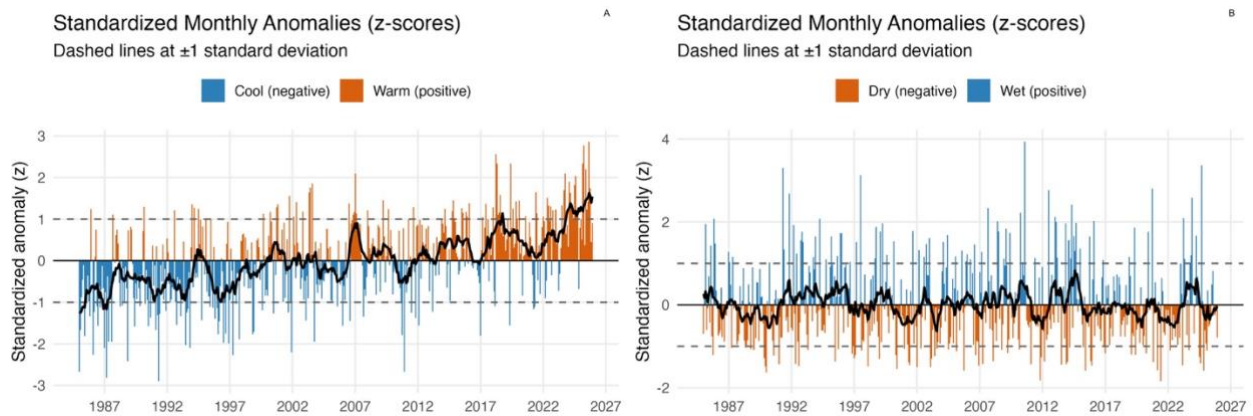 Standardized Monthly Anomalies (z-scores)
A
Dashed lines at ±1 standard deviation
Cool (negative) Warm (positive)
Standardized anomaly (z)
3
2
1
0
-1
-2
-3
1987 1992 1997 2002 2007 2012 2017 2022 2027
Standardized Monthly Anomalies (z-scores)
B
Dashed lines at ±1 standard deviation
Dry (negative) Wet (positive)
Standardized anomaly (z)
4
2
0
-2
1987 1992 1997 2002 2007 2012 2017 2022 2027